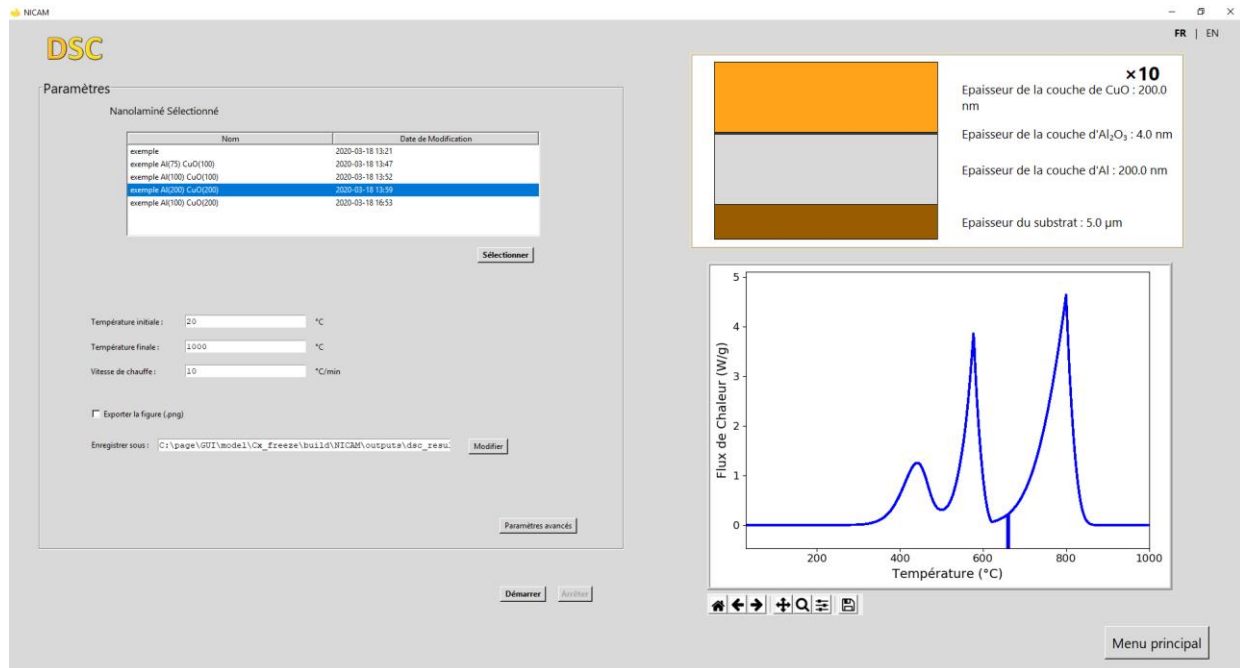 NICAM
FR | EN
DSC
Paramètres
Nanolaminé Sélectionné
Nom Date de Modification
exemple 2020-03-18 13:21
exemple Al(75) CuO(100) 2020-03-18 13:47
exemple Al(100) CuO(100) 2020-03-18 13:52
exemple Al(200) CuO(200) 2020-03-18 13:59
exemple Al(100) CuO(200) 2020-03-18 16:53
Sélectionner
Température initiale : 20 °C
Température finale : 1000 °C
Vitesse de chauffe : 10 °C/min
Exporter la figure (.png)
Enregistrer sous : C:\page\GUI\model\Cx_freeze\build\NICAM\outputs\dsc_resu Modifier
Paramètres avancés
Démarrer Arrêter
×10
Epaisseur de la couche de CuO : 200.0
nm
Epaisseur de la couche d'Al₂O₃ : 4.0 nm
Epaisseur de la couche d'Al : 200.0 nm
Epaisseur du substrat : 5.0 µm
5
4
3
2
1
0
Flux de Chaleur (W/g)
200 400 600 800 1000
Température (°C)
Menu principal